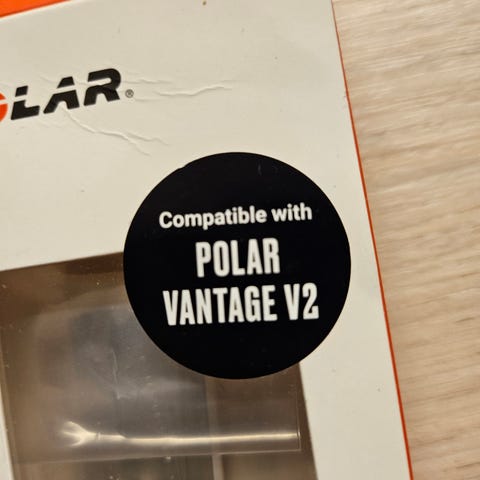 LAR®
Compatible with
POLAR
VANTAGE V2